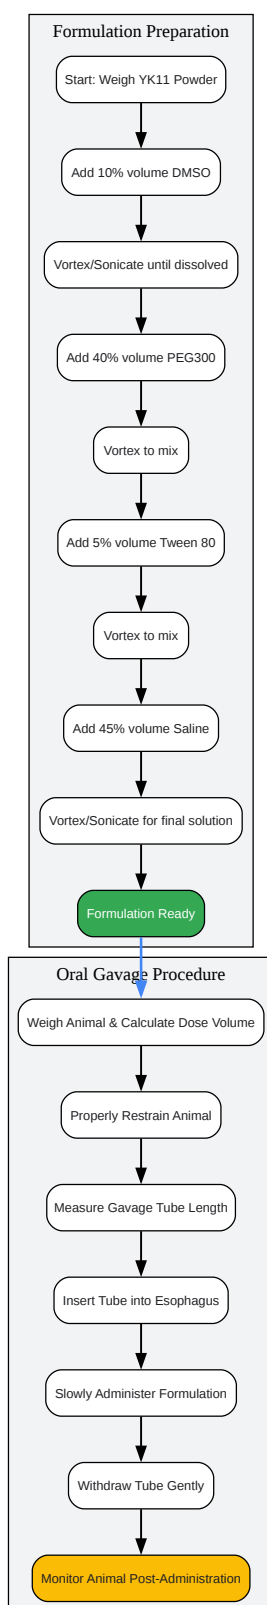 Formulation Preparation
Start: Weigh YK11 Powder
Add 10% volume DMSO
Vortex/Sonicate until dissolved
Add 40% volume PEG300
Vortex to mix
Add 5% volume Tween 80
Vortex to mix
Add 45% volume Saline
Vortex/Sonicate for final solution
Formulation Ready
Oral Gavage Procedure
Weigh Animal & Calculate Dose Volume
Properly Restrain Animal
Measure Gavage Tube Length
Insert Tube into Esophagus
Slowly Administer Formulation
Withdraw Tube Gently
Monitor Animal Post-Administration